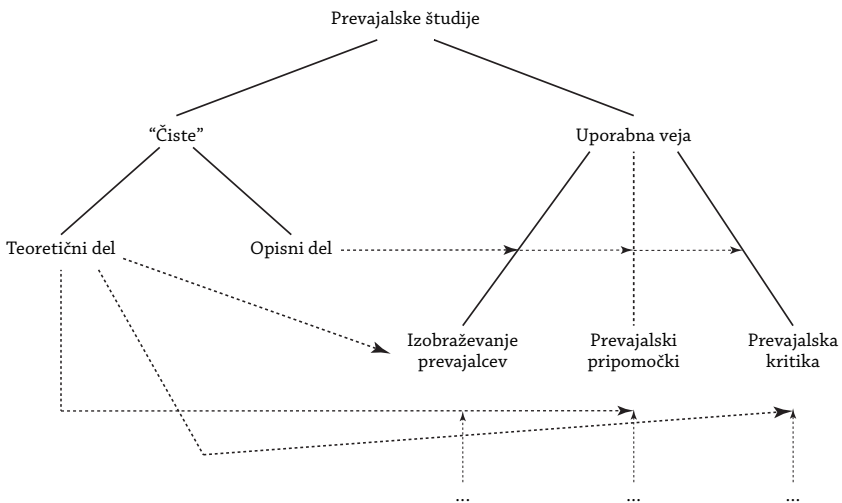 Prevajalske študije
“Čiste”
Uporabna veja
Teoretični del
Opisni del
Izobraževanje
prevajalcev
Prevajalski
pripomočki
Prevajalska
kritika
...
...
...